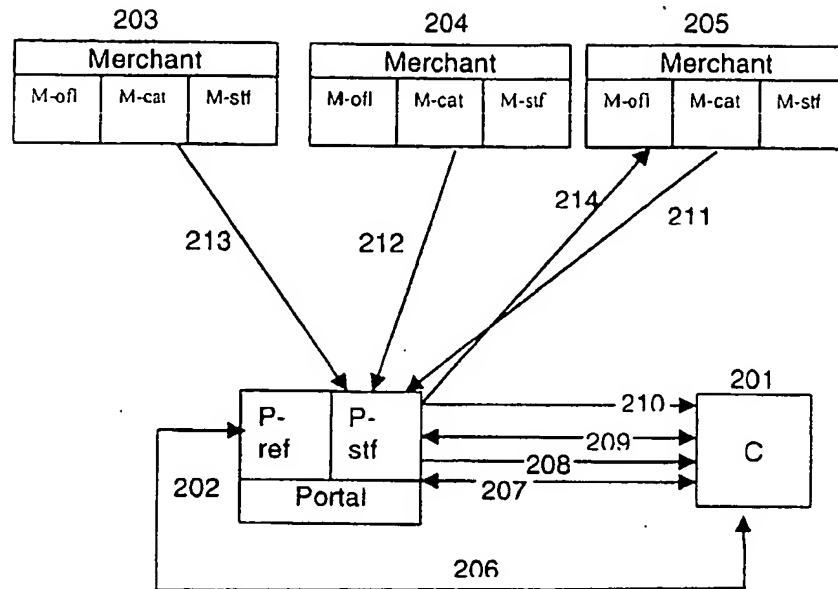 203 204 205
Merchant Merchant Merchant
M-ofl M-cat M-stf M-ofl M-cat M-stf M-ofl M-cat M-stf
214
213 212 211
201
P-ref P-stf
210
209
C
208
202
Portal
207
206